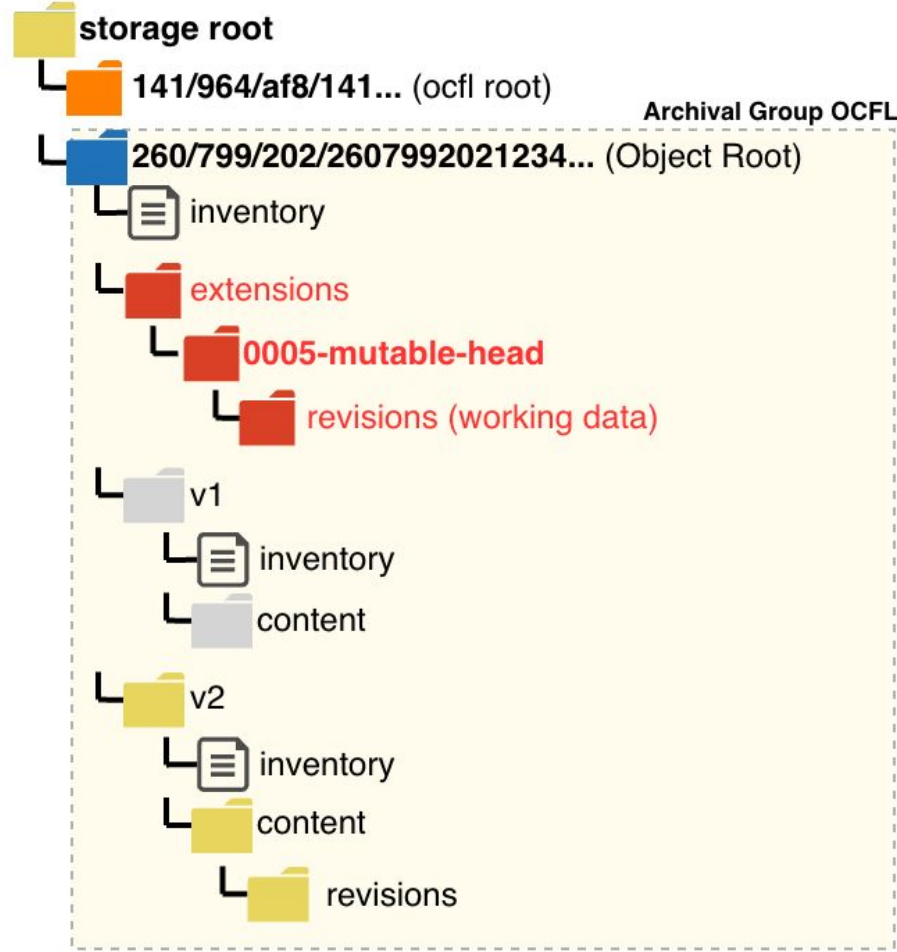 storage root
141/964/af8/141... (ocfl root)
Archival Group OCFL
260/799/202/2607992021234... (Object Root)
inventory
extensions
0005-mutable-head
revisions (working data)
v1
inventory
content
v2
inventory
content
revisions